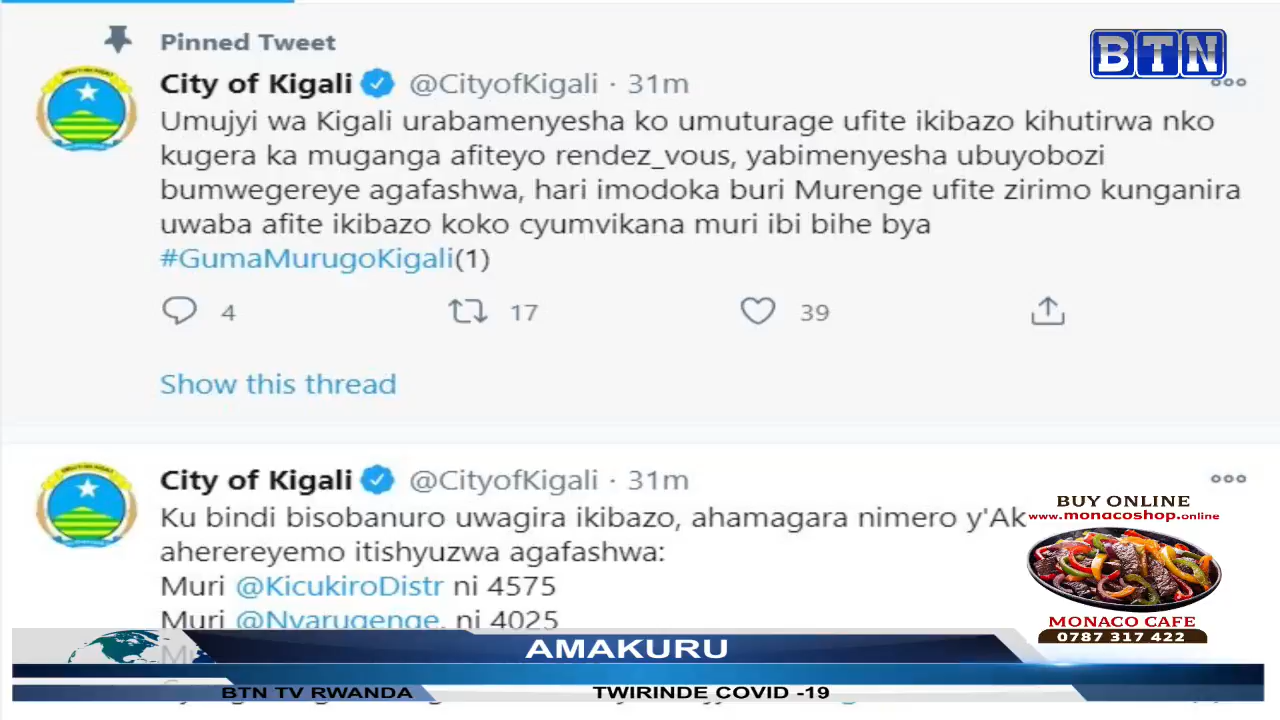 Pinned Tweet
BTN
City of Kigali @CityofKigali · 31m
Umujyi wa Kigali urabamenyesha ko umuturage ufite ikibazo kihutirwa nko
kugera ka muganga afiteyo rendez_vous, yabimenyesha ubuyobozi
bumwegereye agafashwa, hari imodoka buri Murenge ufite zirimo kunganira
uwaba afite ikibazo koko cyumvikana muri ibi bihe bya
#GumaMurugoKigali(1)
4 17 39
Show this thread
City of Kigali @CityofKigali · 31m
Ku bindi bisobanuro uwagira ikibazo, ahamagara nimero y'Ak
aherereyemo itishyuzwa agafashwa:
Muri @KicukiroDistr ni 4575
Muri @Nyarugenge. ni 4025
BUY ONLINE
www.monacoshop.online
MONACO CAFE
0787 317 422
AMAKURU
BTN TV RWANDA TWIRINDE COVID -19